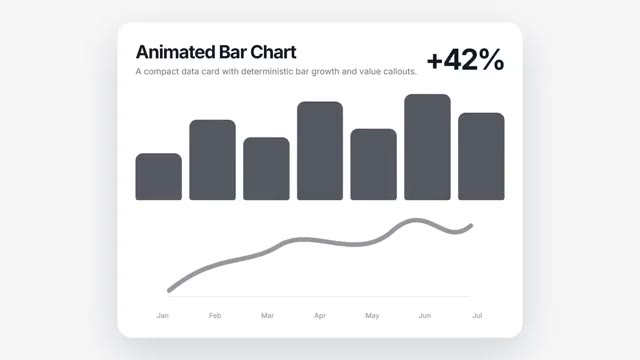 Animated Bar Chart
A compact data card with deterministic bar growth and value callouts.
+42%
Jan Feb Mar Apr May Jun Jul